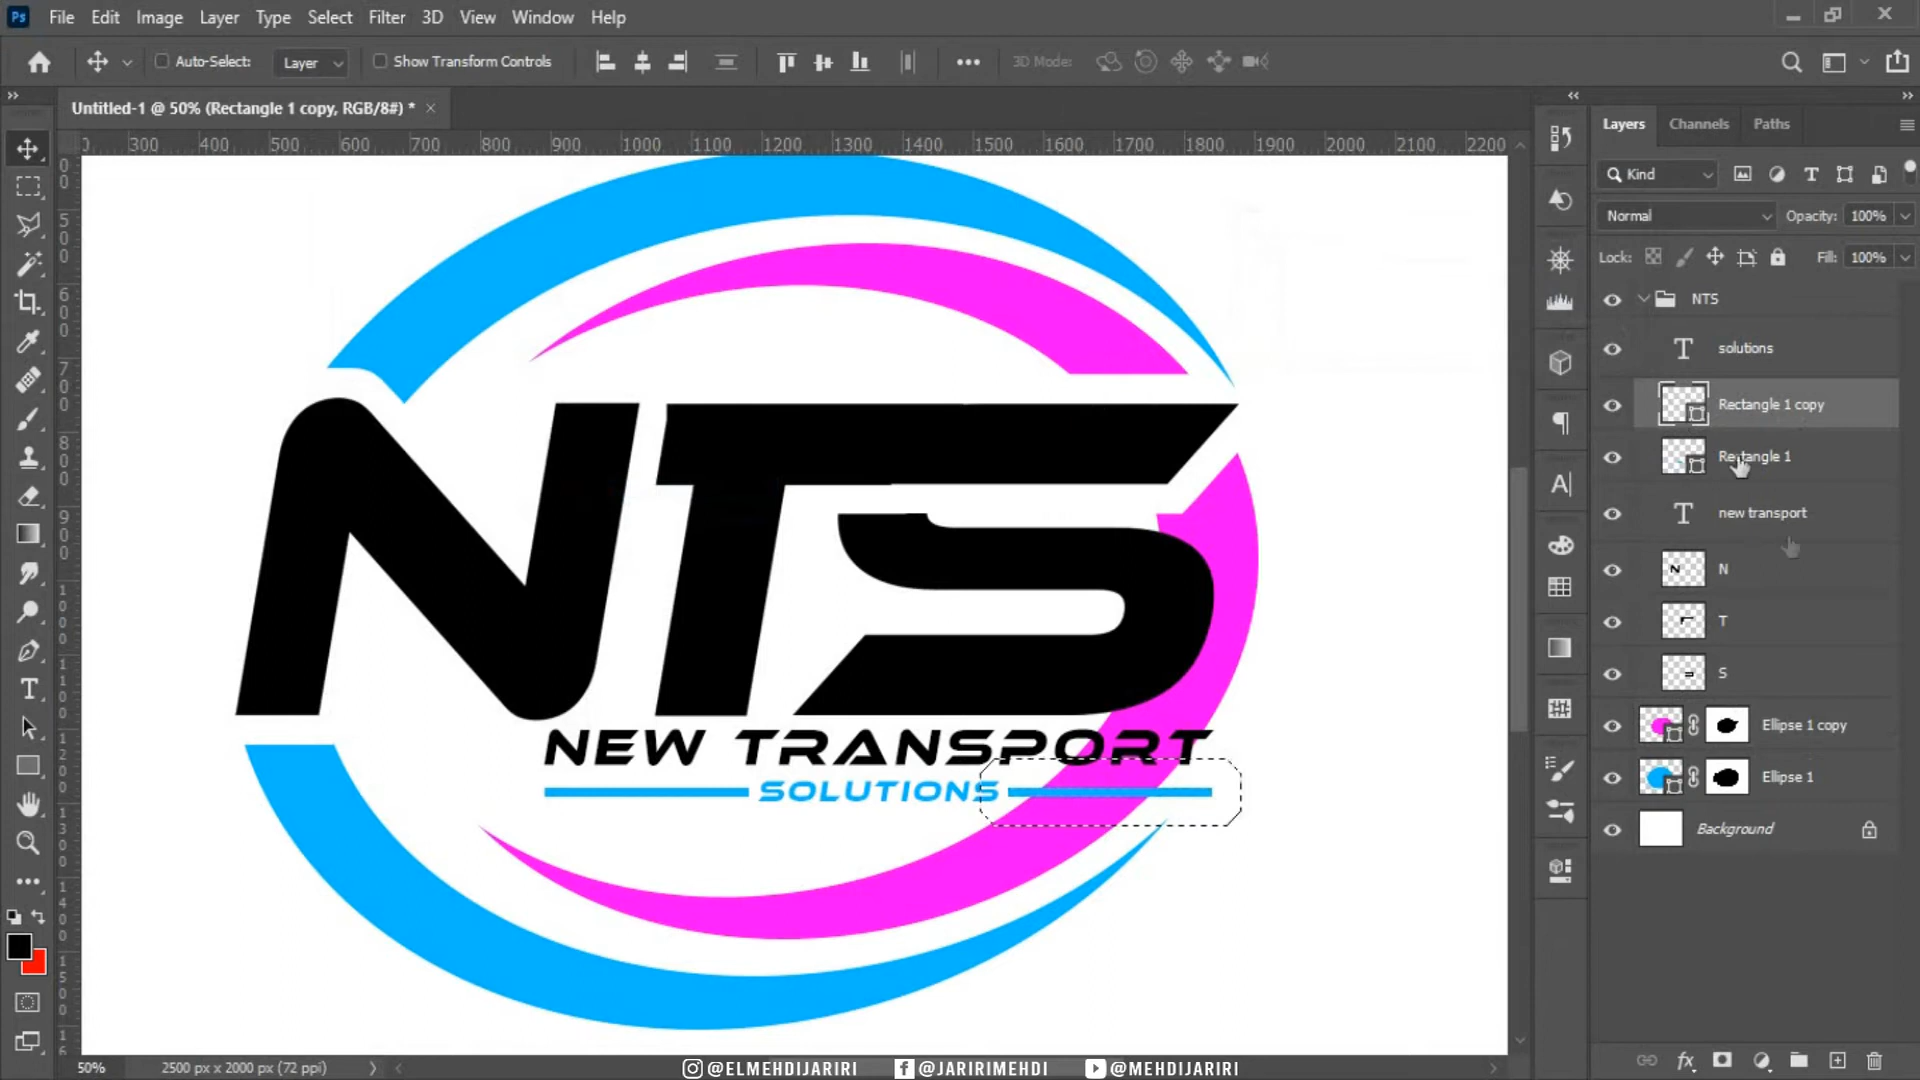 Ps File Edit Image Layer Type Select Filter 3D View Window Help
Auto-Select: Layer Show Transform Controls 3D Mode:
Untitled-1 @ 50% (Rectangle 1 copy, RGB/8#) *
300 400 500 600 700 800 900 1000 1100 1200 1300 1400 1500 1600 1700 1800 1900 2000 2100 2200
Layers Channels Paths
Kind
Normal Opacity: 100%
Lock: Fill: 100%
NTS
solutions
Rectangle 1 copy
Rectangle 1
new transport
N
T
S
Ellipse 1 copy
Ellipse 1
Background
NTS
NEW TRANSPORT
SOLUTIONS
50% 2500 px x 2000 px (72 ppi)
@ELMEHDIJARIRI @JARIRIMEHDI @MEHDIJARIRI